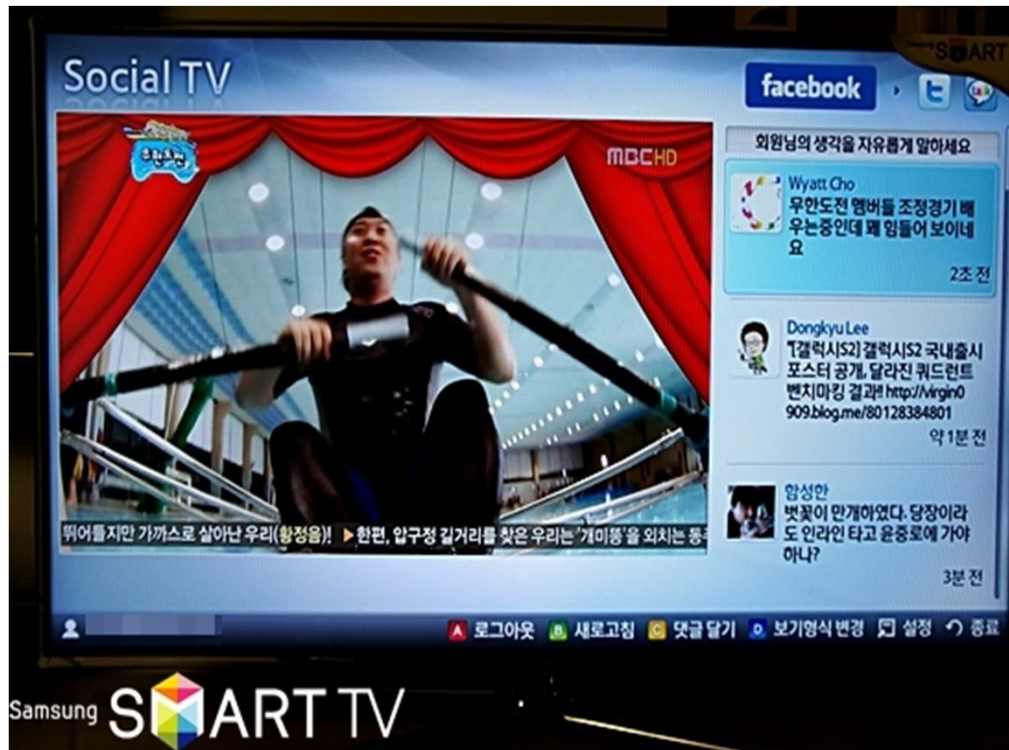 Social TV
SMART
facebook
t
talk
무한도전
MBC HD
회원님의 생각을 자유롭게 말하세요
Wyatt Cho
무한도전 멤버들 조정경기 배
우는중인데 꽤 힘들어 보이네
요
2초 전
Dongkyu Lee
"[갤럭시S2] 갤럭시S2 국내출시
포스터 공개, 달라진 쿼드런트
벤치마킹 결과!! http://virgin0
909.blog.me/80128384801
약 1분 전
함성한
벗꽃이 만개하였다. 당장이라
도 인라인 타고 윤중로에 가야
하나?
3분 전
뛰어들지만 가까스로 살아난 우리(황정음)! ▶한편, 압구정 길거리를 찾은 우리는 '개미똥'을 외치는 동
A 로그아웃 B 새로고침 C 댓글 달기 D 보기형식 변경 설정 종료
Samsung SMART TV